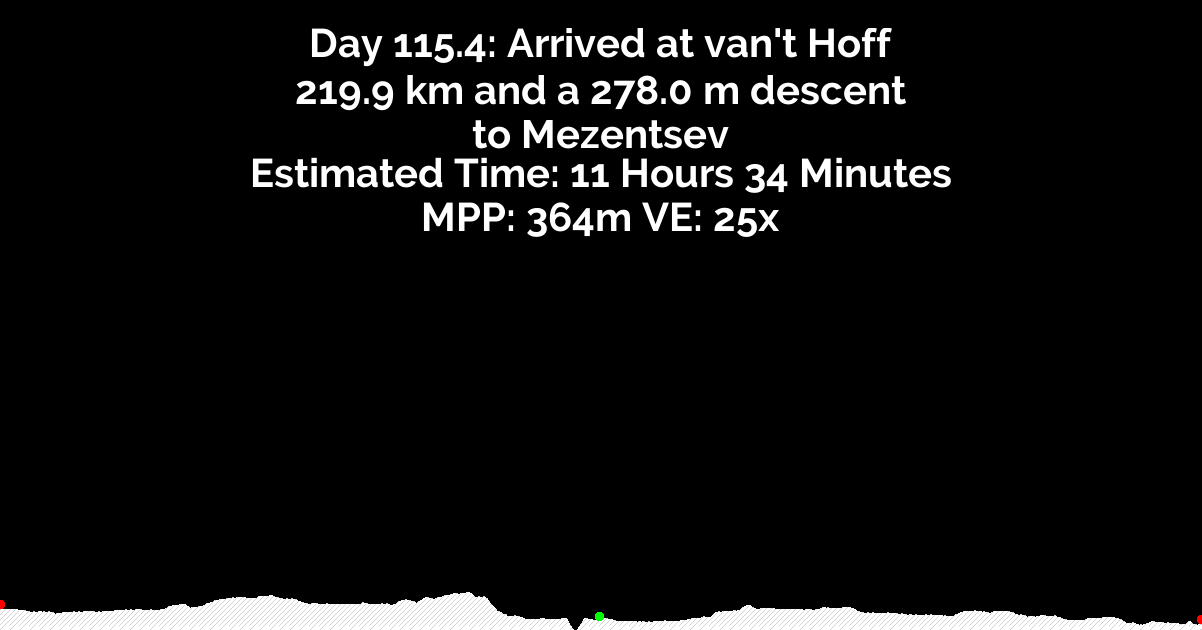 Day 115.4: Arrived at van't Hoff
219.9 km and a 278.0 m descent
to Mezentsev
Estimated Time: 11 Hours 34 Minutes
MPP: 364m VE: 25x